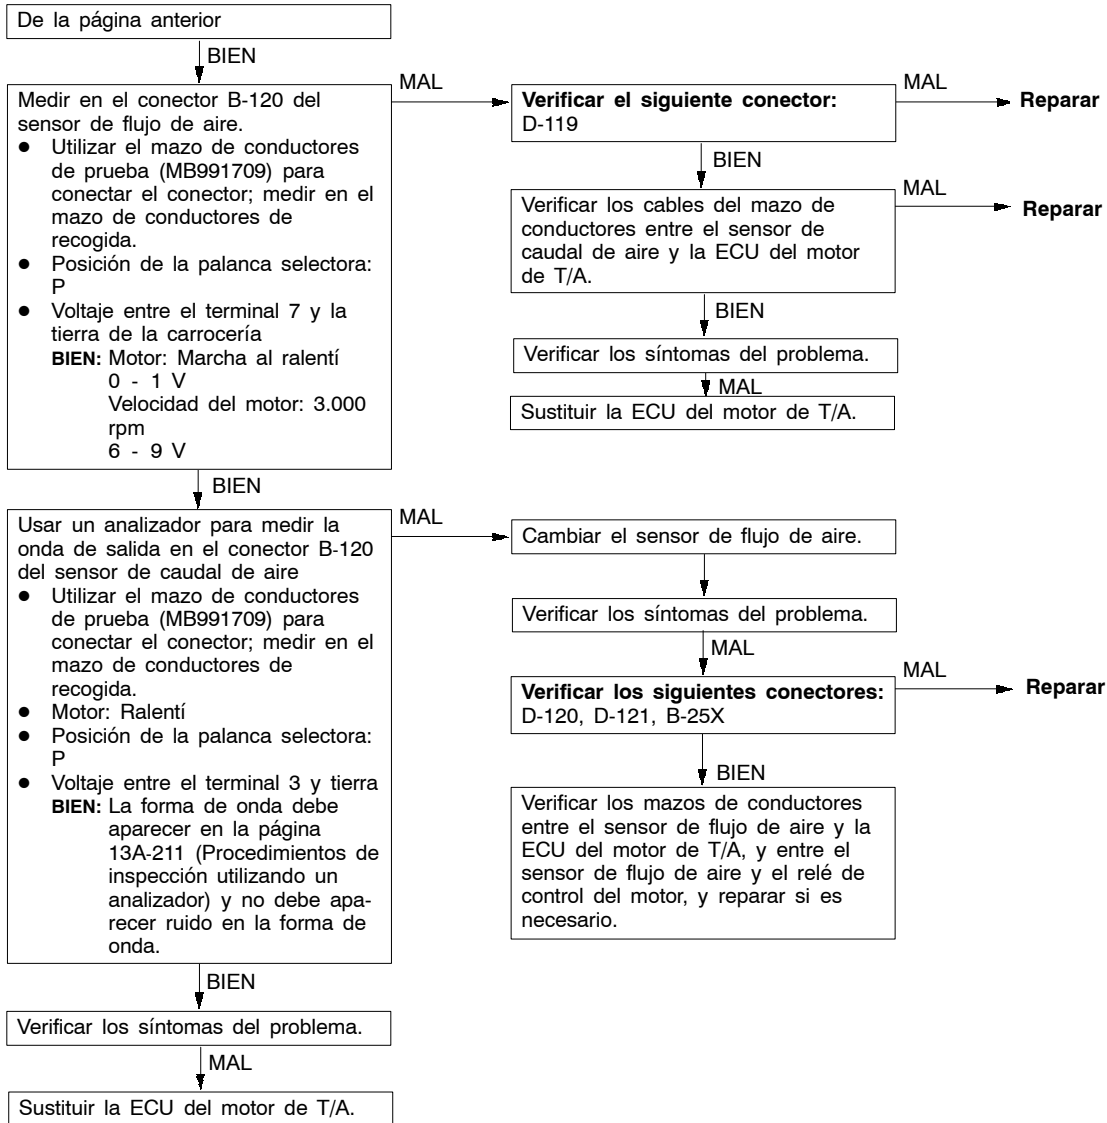 De la página anterior
BIEN
Medir en el conector B-120 del
sensor de flujo de aire.
● Utilizar el mazo de conductores
de prueba (MB991709) para
conectar el conector; medir en el
mazo de conductores de
recogida.
● Posición de la palanca selectora:
P
● Voltaje entre el terminal 7 y la
tierra de la carrocería
BIEN: Motor: Marcha al ralentí
0 - 1 V
Velocidad del motor: 3.000
rpm
6 - 9 V
MAL
Verificar el siguiente conector:
D-119
MAL
Reparar
BIEN
Verificar los cables del mazo de
conductores entre el sensor de
caudal de aire y la ECU del motor
de T/A.
MAL
Reparar
BIEN
Verificar los síntomas del problema.
MAL
Sustituir la ECU del motor de T/A.
BIEN
Usar un analizador para medir la
onda de salida en el conector B-120
del sensor de caudal de aire
● Utilizar el mazo de conductores
de prueba (MB991709) para
conectar el conector; medir en el
mazo de conductores de
recogida.
● Motor: Ralentí
● Posición de la palanca selectora:
P
● Voltaje entre el terminal 3 y tierra
BIEN: La forma de onda debe
aparecer en la página
13A-211 (Procedimientos de
inspección utilizando un
analizador) y no debe apa-
recer ruido en la forma de
onda.
MAL
Cambiar el sensor de flujo de aire.
Verificar los síntomas del problema.
MAL
Verificar los siguientes conectores:
D-120, D-121, B-25X
MAL
Reparar
BIEN
Verificar los mazos de conductores
entre el sensor de flujo de aire y la
ECU del motor de T/A, y entre el
sensor de flujo de aire y el relé de
control del motor, y reparar si es
necesario.
BIEN
Verificar los síntomas del problema.
MAL
Sustituir la ECU del motor de T/A.